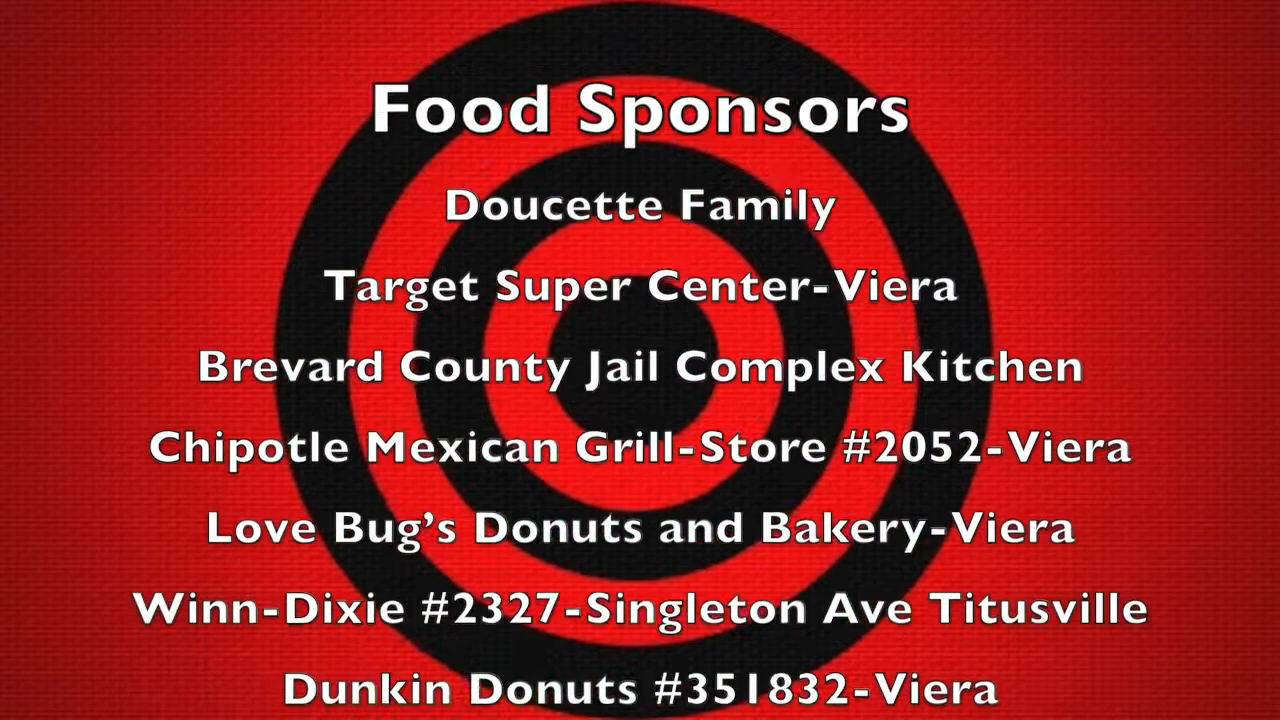 Food Sponsors
Doucette Family
Target Super Center-Viera
Brevard County Jail Complex Kitchen
Chipotle Mexican Grill-Store #2052-Viera
Love Bug’s Donuts and Bakery-Viera
Winn-Dixie #2327-Singleton Ave Titusville
Dunkin Donuts #351832-Viera